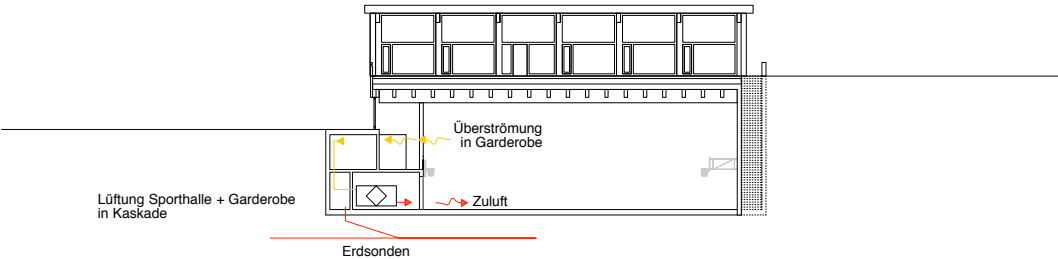 Überströmung
in Garderobe
Lüftung Sporthalle + Garderobe
in Kaskade
Zuluft
Erdsonden